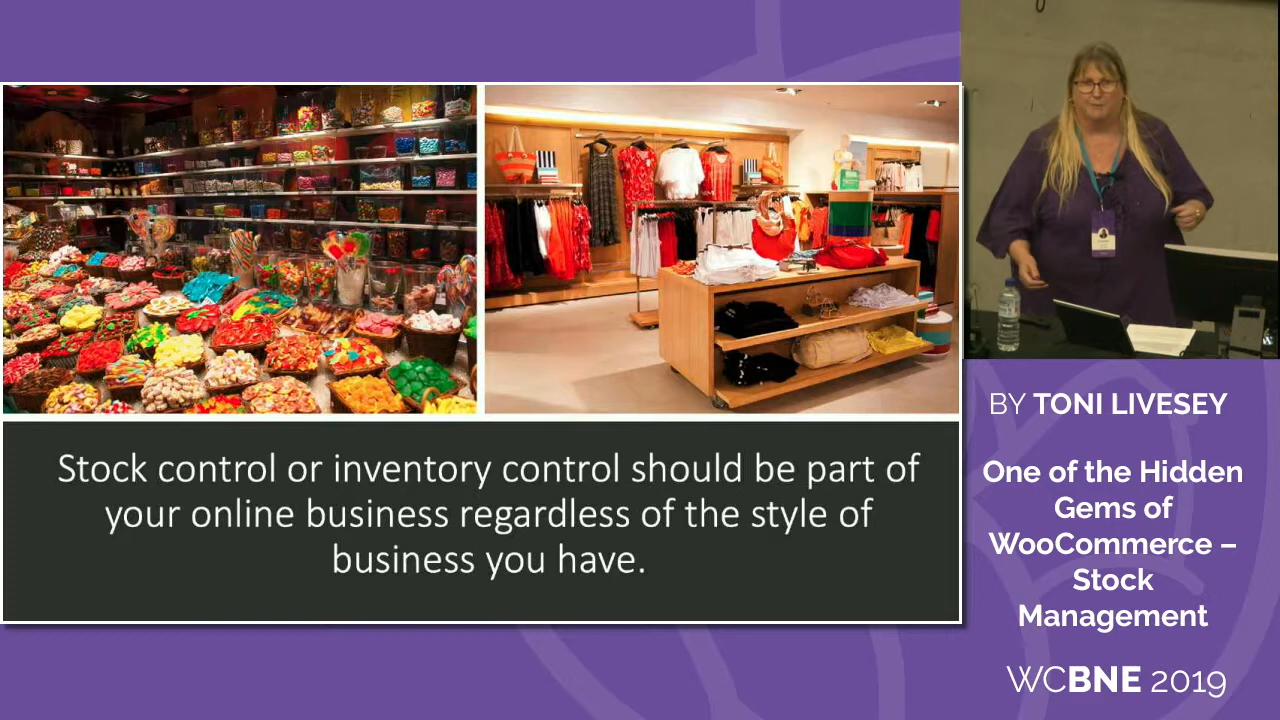 Stock control or inventory control should be part of
your online business regardless of the style of
business you have.
BY TONI LIVESEY
One of the Hidden
Gems of
WooCommerce –
Stock
Management
WCBNE 2019